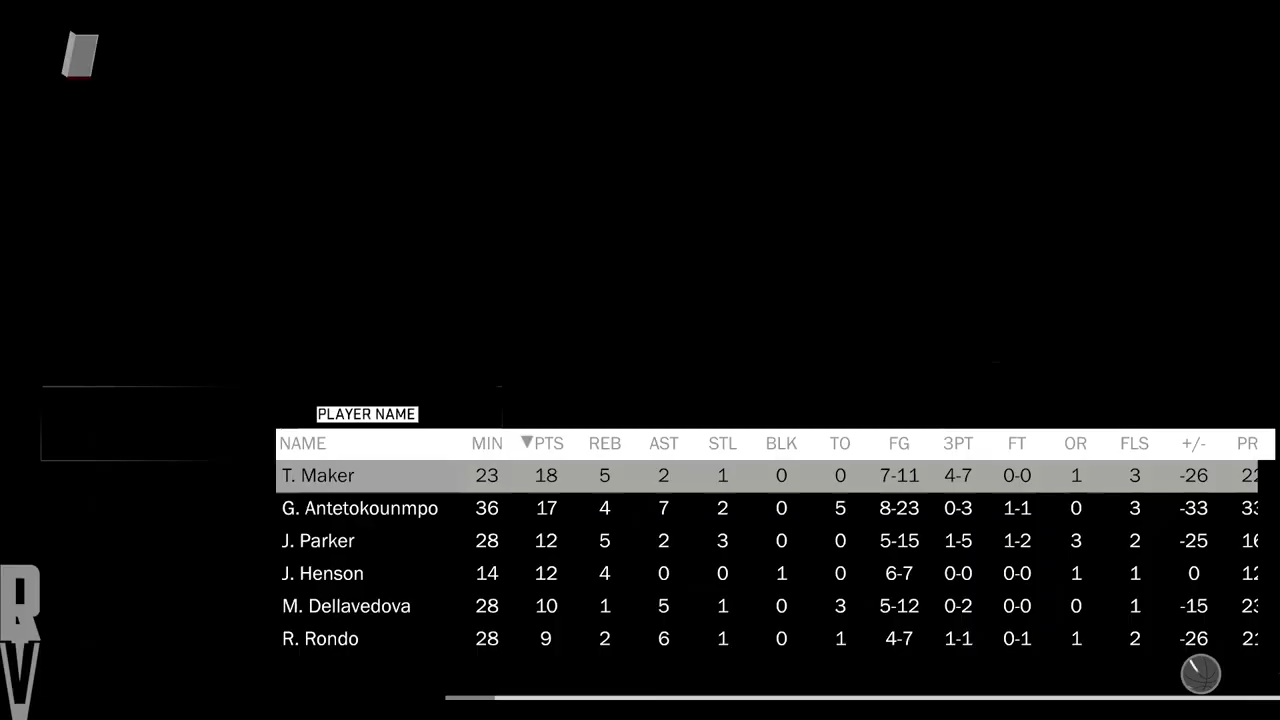 PLAYER NAME
NAME MIN ▼PTS REB AST STL BLK TO FG 3PT FT OR FLS +/- PR
T. Maker 23 18 5 2 1 0 0 7-11 4-7 0-0 1 3 -26 22
G. Antetokounmpo 36 17 4 7 2 0 5 8-23 0-3 1-1 0 3 -33 33
J. Parker 28 12 5 2 3 0 0 5-15 1-5 1-2 3 2 -25 16
J. Henson 14 12 4 0 0 1 0 6-7 0-0 0-0 1 1 0 12
M. Dellavedova 28 10 1 5 1 0 3 5-12 0-2 0-0 0 1 -15 23
R. Rondo 28 9 2 6 1 0 1 4-7 1-1 0-1 1 2 -26 21
R
V